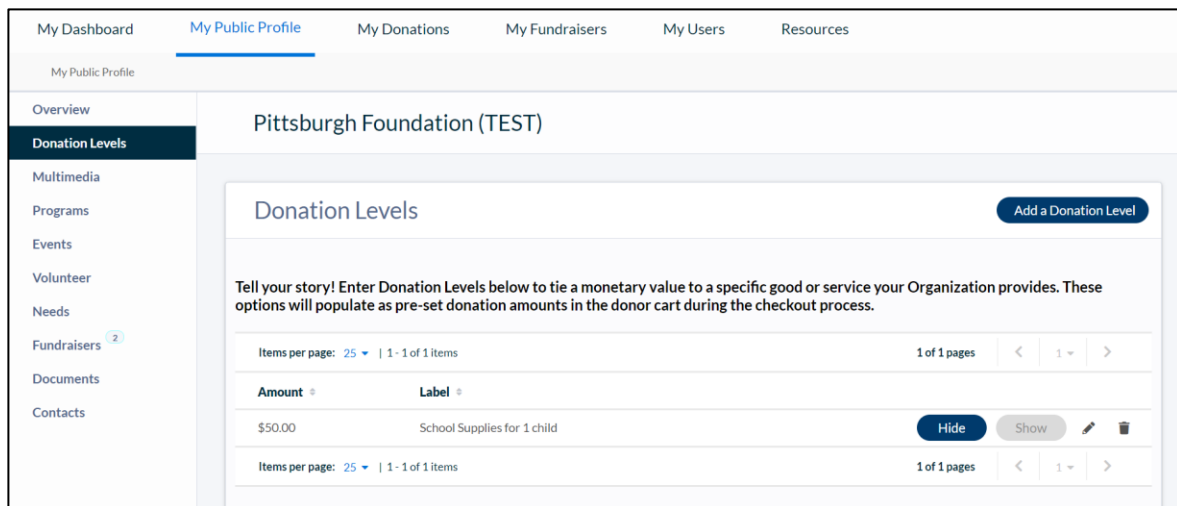 My Dashboard My Public Profile My Donations My Fundraisers My Users Resources
My Public Profile
Overview
Donation Levels
Multimedia
Programs
Events
Volunteer
Needs
Fundraisers 2
Documents
Contacts
Pittsburgh Foundation (TEST)
Donation Levels Add a Donation Level
Tell your story! Enter Donation Levels below to tie a monetary value to a specific good or service your Organization provides. These
options will populate as pre-set donation amounts in the donor cart during the checkout process.
Items per page: 25 | 1 - 1 of 1 items 1 of 1 pages 1
Amount Label
$50.00 School Supplies for 1 child Hide Show
Items per page: 25 | 1 - 1 of 1 items 1 of 1 pages 1